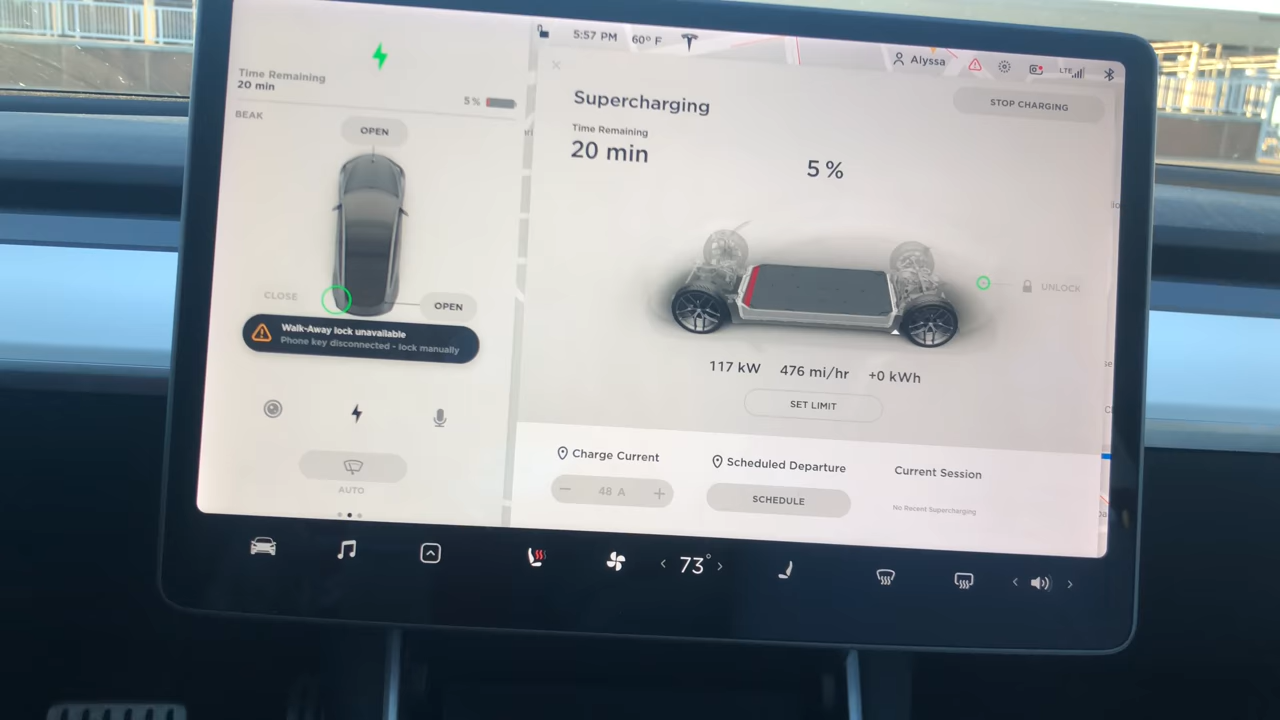 5:57 PM
60° F
Alyssa
LTE
Time Remaining
20 min
5 %
BEAK
OPEN
CLOSE
OPEN
Walk-Away lock unavailable
Phone key disconnected - lock manually
AUTO
Supercharging
STOP CHARGING
Time Remaining
20 min
5 %
UNLOCK
117 kW
476 mi/hr
+0 kWh
SET LIMIT
Charge Current
48 A
Scheduled Departure
SCHEDULE
Current Session
No Recent Supercharging
73°